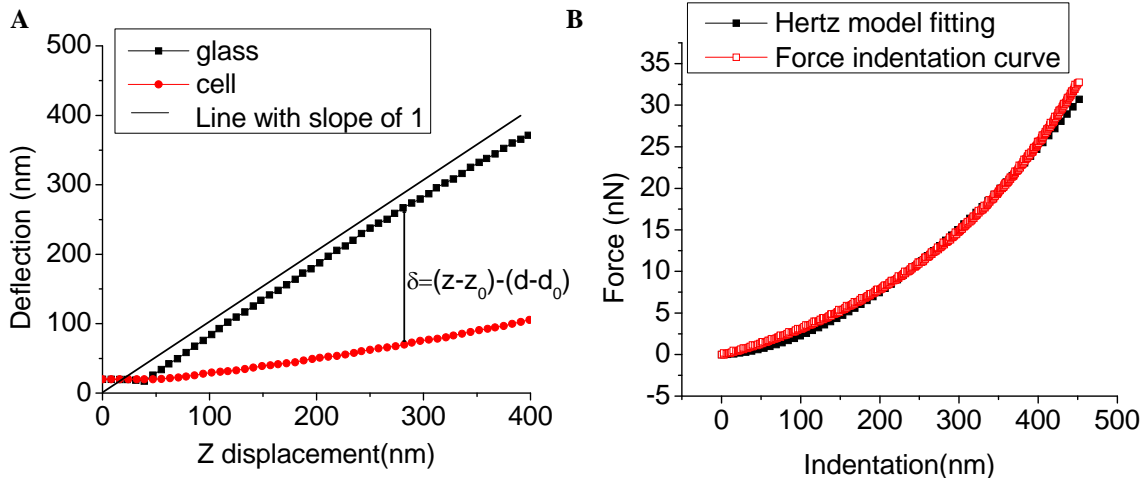 A
glass
cell
Line with slope of 1
500
400
300
200
100
0
δ=(z-z0)-(d-d0)
0 100 200 300 400
Deflection (nm)
Z displacement(nm)
B
Hertz model fitting
Force indentation curve
35
30
25
20
15
10
5
0
-5
0 100 200 300 400 500
Force (nN)
Indentation(nm)